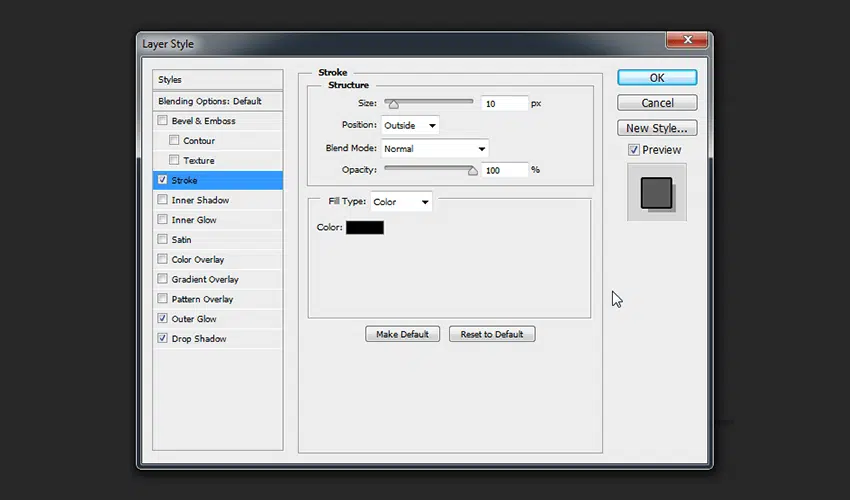 Layer Style
Styles
Blending Options: Default
Bevel & Emboss
Contour
Texture
Stroke
Inner Shadow
Inner Glow
Satin
Color Overlay
Gradient Overlay
Pattern Overlay
Outer Glow
Drop Shadow
Stroke
Structure
Size: 10 px
Position: Outside
Blend Mode: Normal
Opacity: 100 %
Fill Type: Color
Color:
Make Default Reset to Default
OK
Cancel
New Style...
Preview